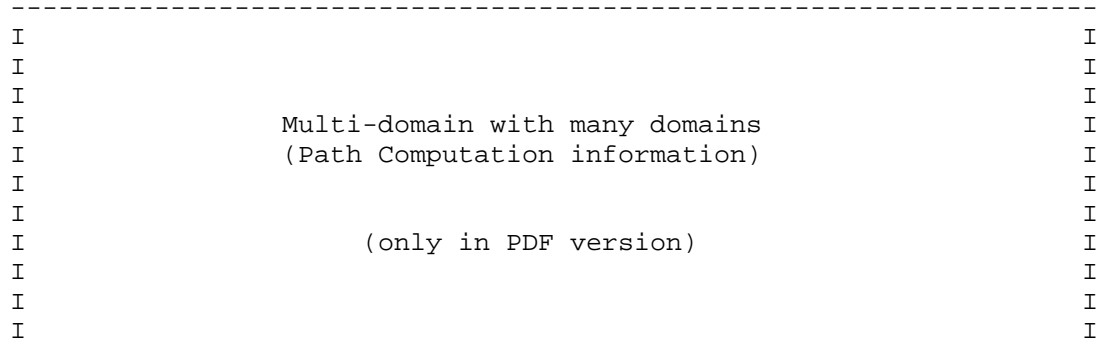 --------------------------------------------------------------------
I                                                                  I
I                                                                  I
I                                                                  I
I                Multi-domain with many domains                    I
I                (Path Computation information)                    I
I                                                                  I
I                                                                  I
I                     (only in PDF version)                        I
I                                                                  I
I                                                                  I
I                                                                  I